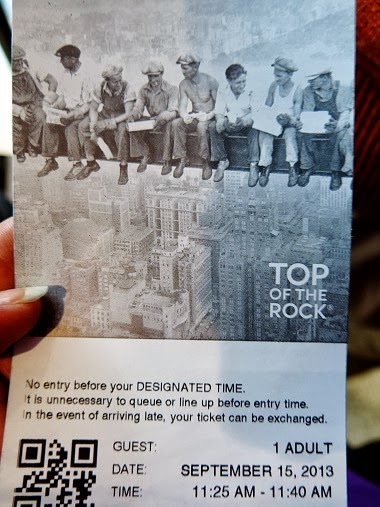 TOP
OF THE
ROCK®
No entry before your DESIGNATED TIME.
It is unnecessary to queue or line up before entry time.
In the event of arriving late, your ticket can be exchanged.
GUEST: 1 ADULT
DATE: SEPTEMBER 15, 2013
TIME: 11:25 AM - 11:40 AM